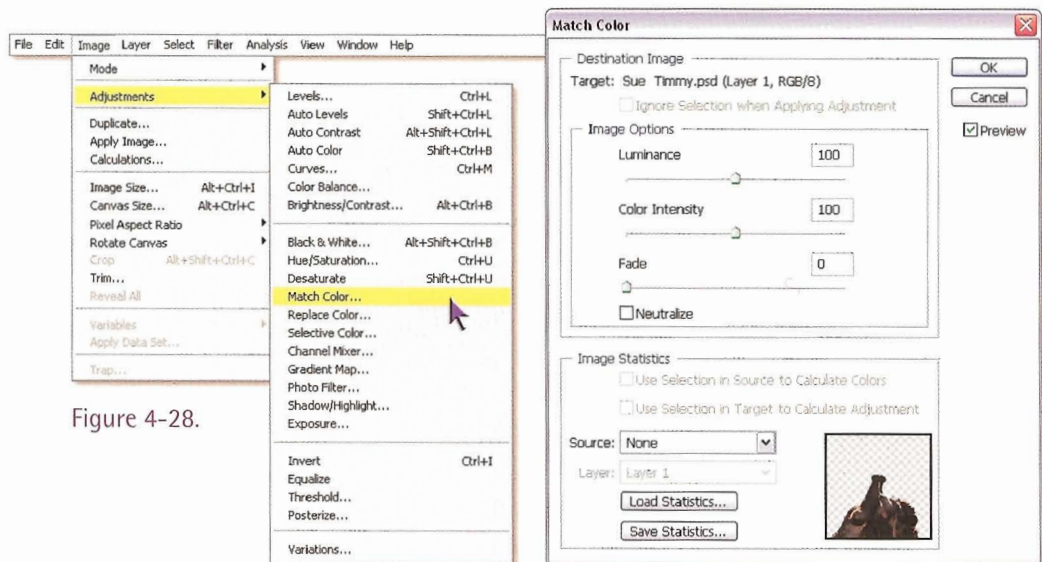 File Edit Image Layer Select Filter Analysis View Window Help
Mode
Adjustments
Duplicate...
Apply Image...
Calculations...
Image Size... Alt+Ctrl+I
Canvas Size... Alt+Ctrl+C
Pixel Aspect Ratio
Rotate Canvas
Crop Alt+Shift+Ctrl+C
Trim...
Reveal All
Variables
Apply Data Set...
Trap...
Figure 4-28.
Levels... Ctrl+L
Auto Levels Shift+Ctrl+L
Auto Contrast Alt+Shift+Ctrl+L
Auto Color Shift+Ctrl+B
Curves... Ctrl+M
Color Balance...
Brightness/Contrast... Alt+Ctrl+B
Black & White... Alt+Shift+Ctrl+B
Hue/Saturation... Ctrl+U
Desaturate Shift+Ctrl+U
Match Color...
Replace Color...
Selective Color...
Channel Mixer...
Gradient Map...
Photo Filter...
Shadow/Highlight...
Exposure...
Invert Ctrl+I
Equalize
Threshold...
Posterize...
Variations...
Match Color
Destination Image
Target: Sue Timmy.psd (Layer 1, RGB/8)
Ignore Selection when Applying Adjustment
Image Options
Luminance 100
Color Intensity 100
Fade 0
Neutralize
OK
Cancel
Preview
Image Statistics
Use Selection in Source to Calculate Colors
Use Selection in Target to Calculate Adjustment
Source: None
Layer: Layer 1
Load Statistics...
Save Statistics...